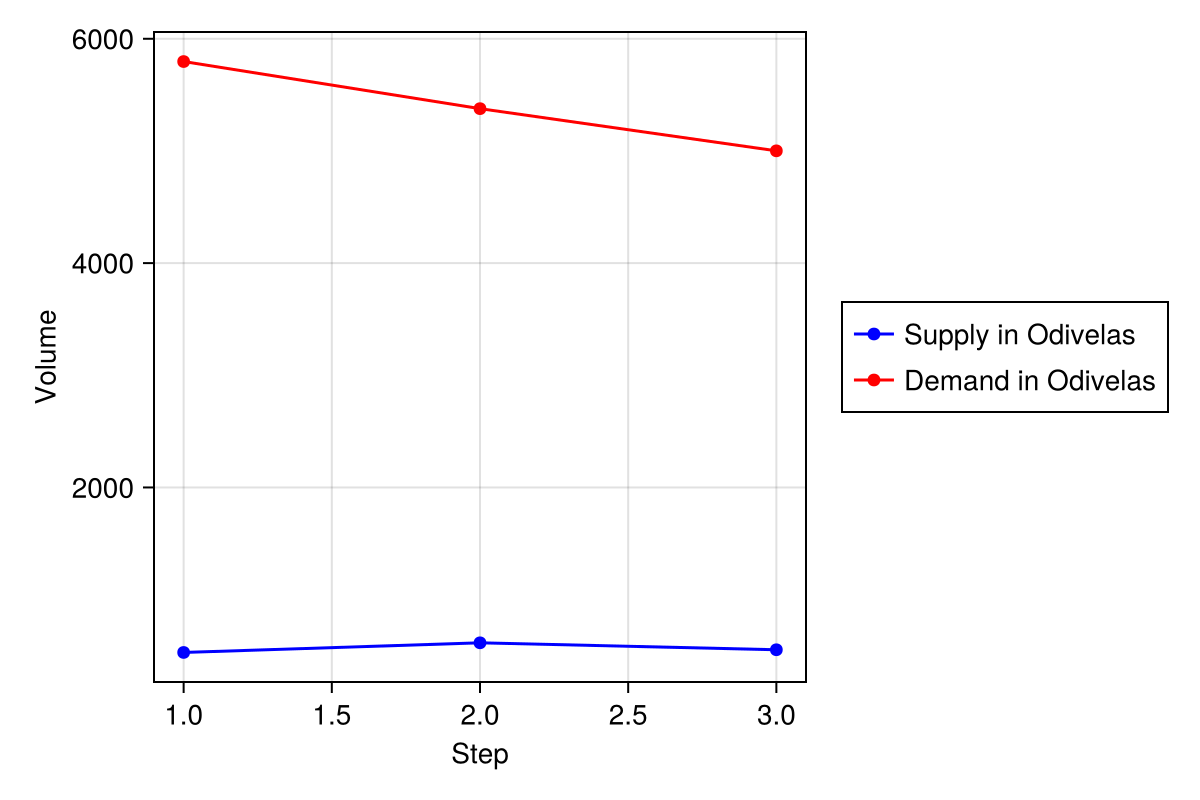 6000
4000
2000
Volume
1.0 1.5 2.0 2.5 3.0
Step
Supply in Odivelas
Demand in Odivelas